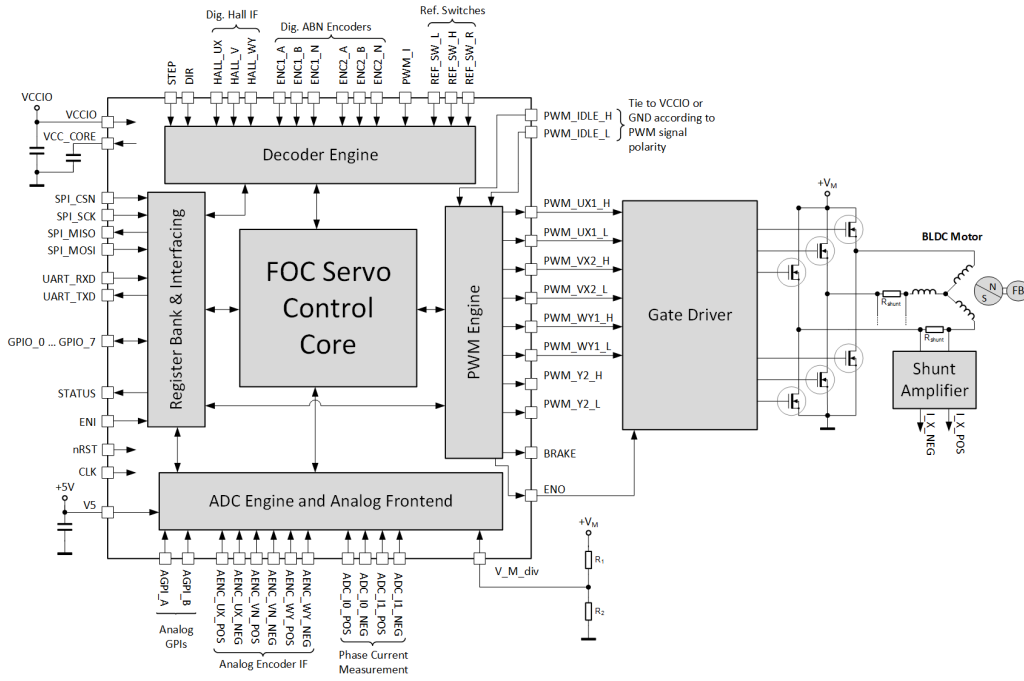 Dig. Hall IF
Dig. ABN Encoders
Ref. Switches
STEP
DIR
HALL_UX
HALL_V
HALL_WY
ENC1_A
ENC1_B
ENC1_N
ENC2_A
ENC2_B
ENC2_N
PWM_I
REF_SW_L
REF_SW_H
REF_SW_R
VCCIO
VCCIO
VCC_CORE
Decoder Engine
PWM_IDLE_H
PWM_IDLE_L
Tie to VCCIO or
GND according to
PWM signal
polarity
SPI_CSN
SPI_SCK
SPI_MISO
SPI_MOSI
UART_RXD
UART_TXD
GPIO_0 ... GPIO_7
STATUS
ENI
nRST
CLK
+5V
V5
Register Bank & Interfacing
FOC Servo
Control
Core
PWM Engine
PWM_UX1_H
PWM_UX1_L
PWM_VX2_H
PWM_VX2_L
PWM_WY1_H
PWM_WY1_L
PWM_Y2_H
PWM_Y2_L
BRAKE
ENO
Gate Driver
+VM
BLDC Motor
Rshunt
Rshunt
N
S
FB
Shunt
Amplifier
I_X_NEG
I_X_POS
ADC Engine and Analog Frontend
+VM
R1
R2
V_M_div
AGPI_A
AGPI_B
AENC_UX_POS
AENC_UX_NEG
AENC_VN_POS
AENC_VN_NEG
AENC_WY_POS
AENC_WY_NEG
ADC_I0_POS
ADC_I0_NEG
ADC_I1_POS
ADC_I1_NEG
Analog
GPIs
Analog Encoder IF
Phase Current
Measurement